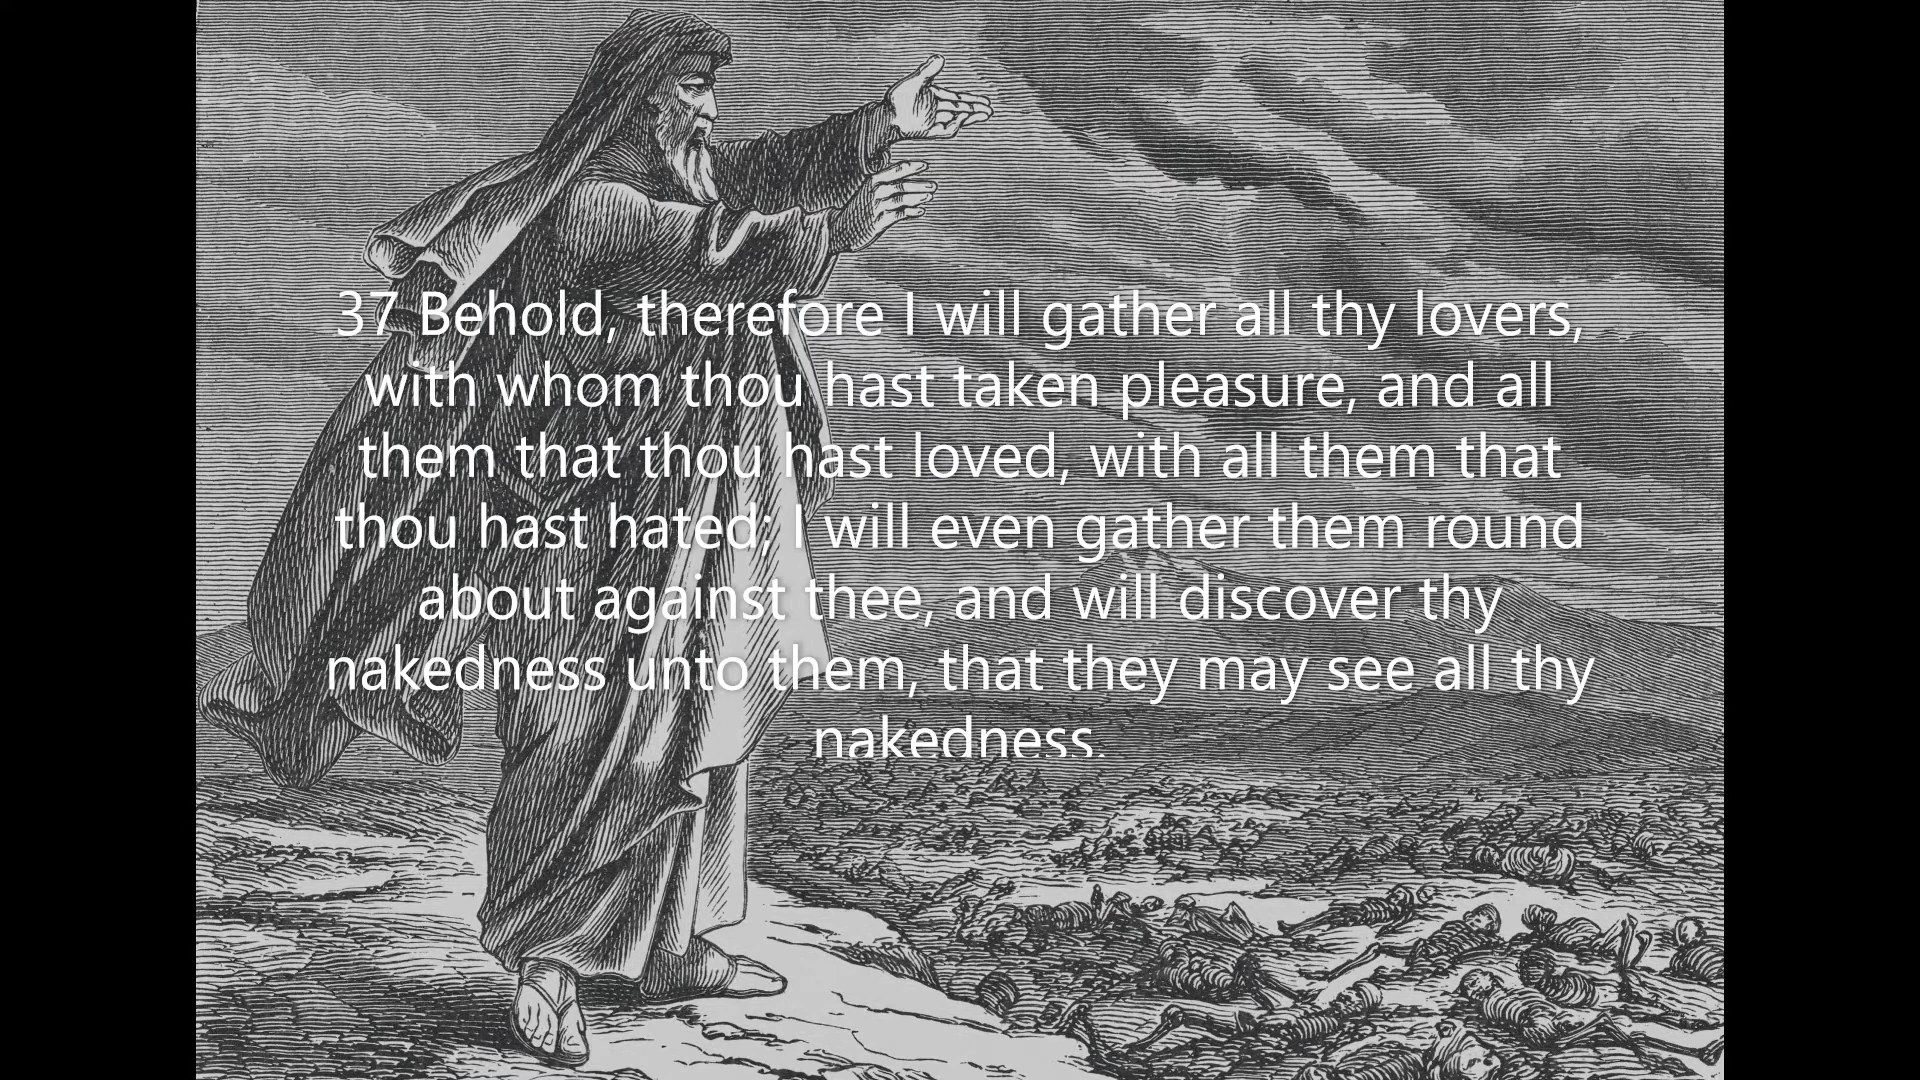 37 Behold, therefore I will gather all thy lovers,
with whom thou hast taken pleasure, and all
them that thou hast loved, with all them that
thou hast hated; I will even gather them round
about against thee, and will discover thy
nakedness unto them, that they may see all thy
nakedness.